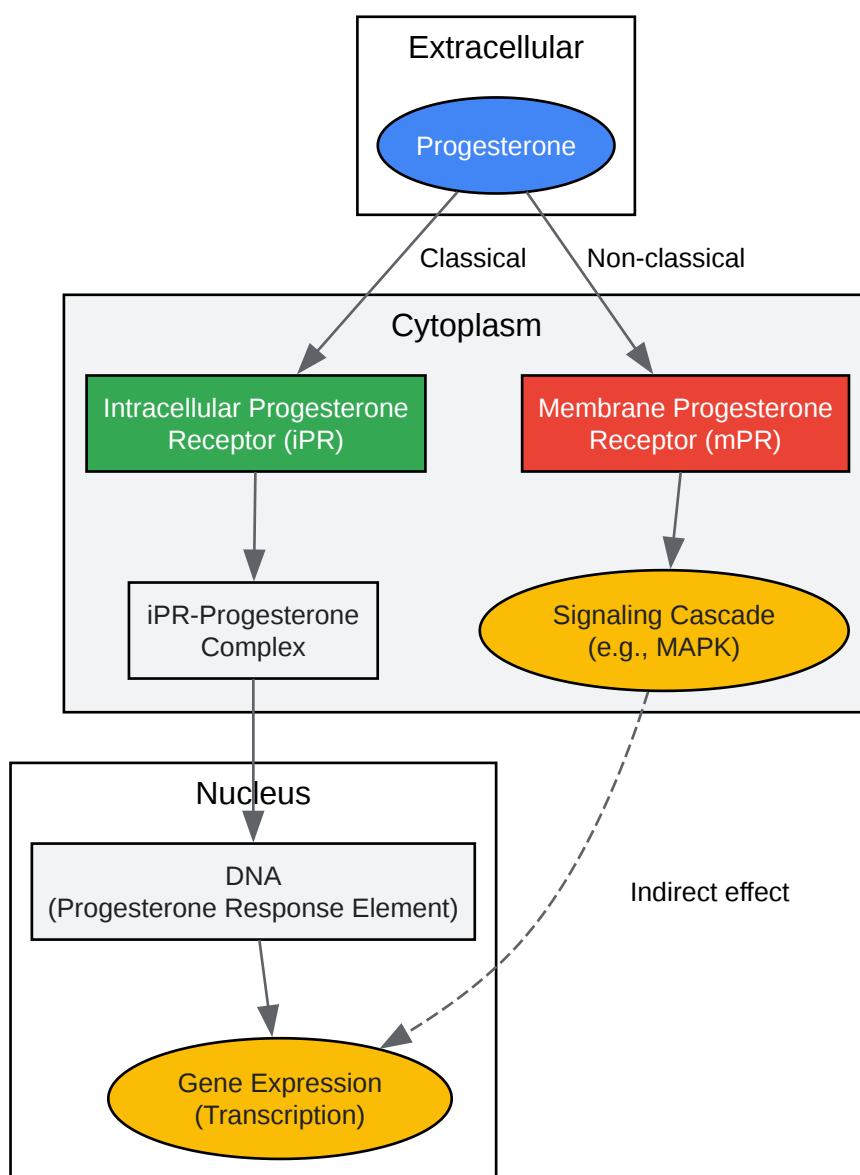 Extracellular
Progesterone
Classical
Non-classical
Cytoplasm
Intracellular Progesterone
Receptor (iPR)
Membrane Progesterone
Receptor (mPR)
iPR-Progesterone
Complex
Signaling Cascade
(e.g., MAPK)
Nucleus
DNA
(Progesterone Response Element)
Indirect effect
Gene Expression
(Transcription)